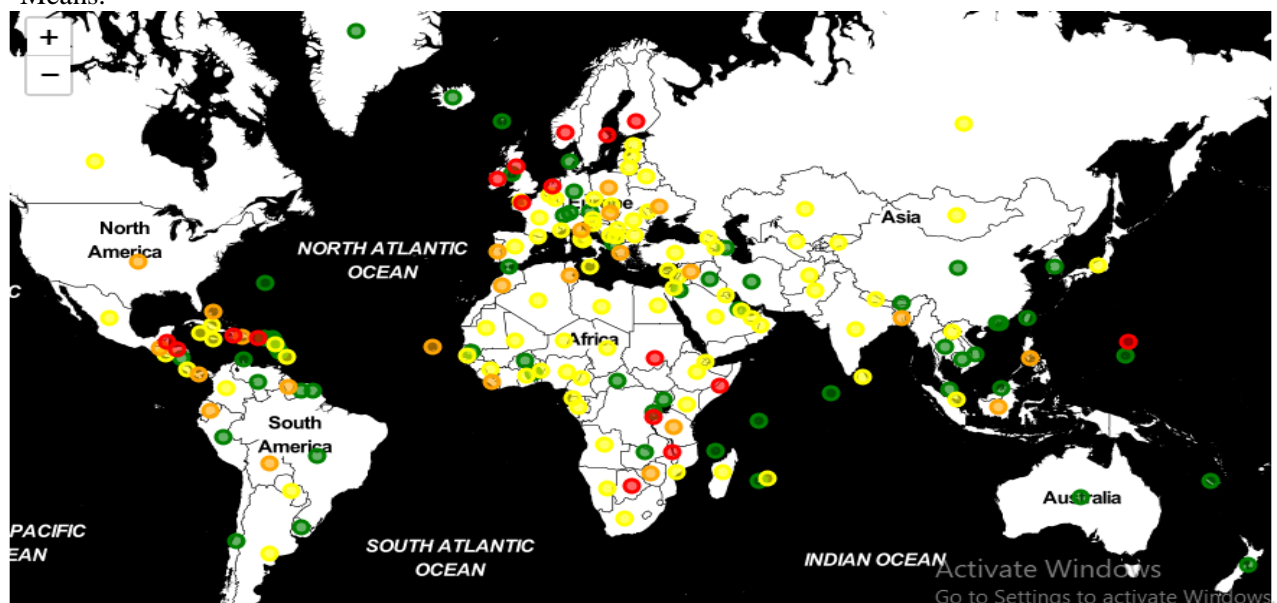 Means:
+
−
North
America
NORTH ATLANTIC
OCEAN
Europe
Asia
C
Africa
South
America
PACIFIC
EAN
SOUTH ATLANTIC
OCEAN
INDIAN OCEAN
Australia
Activate Windows
Go to Settings to activate Windows